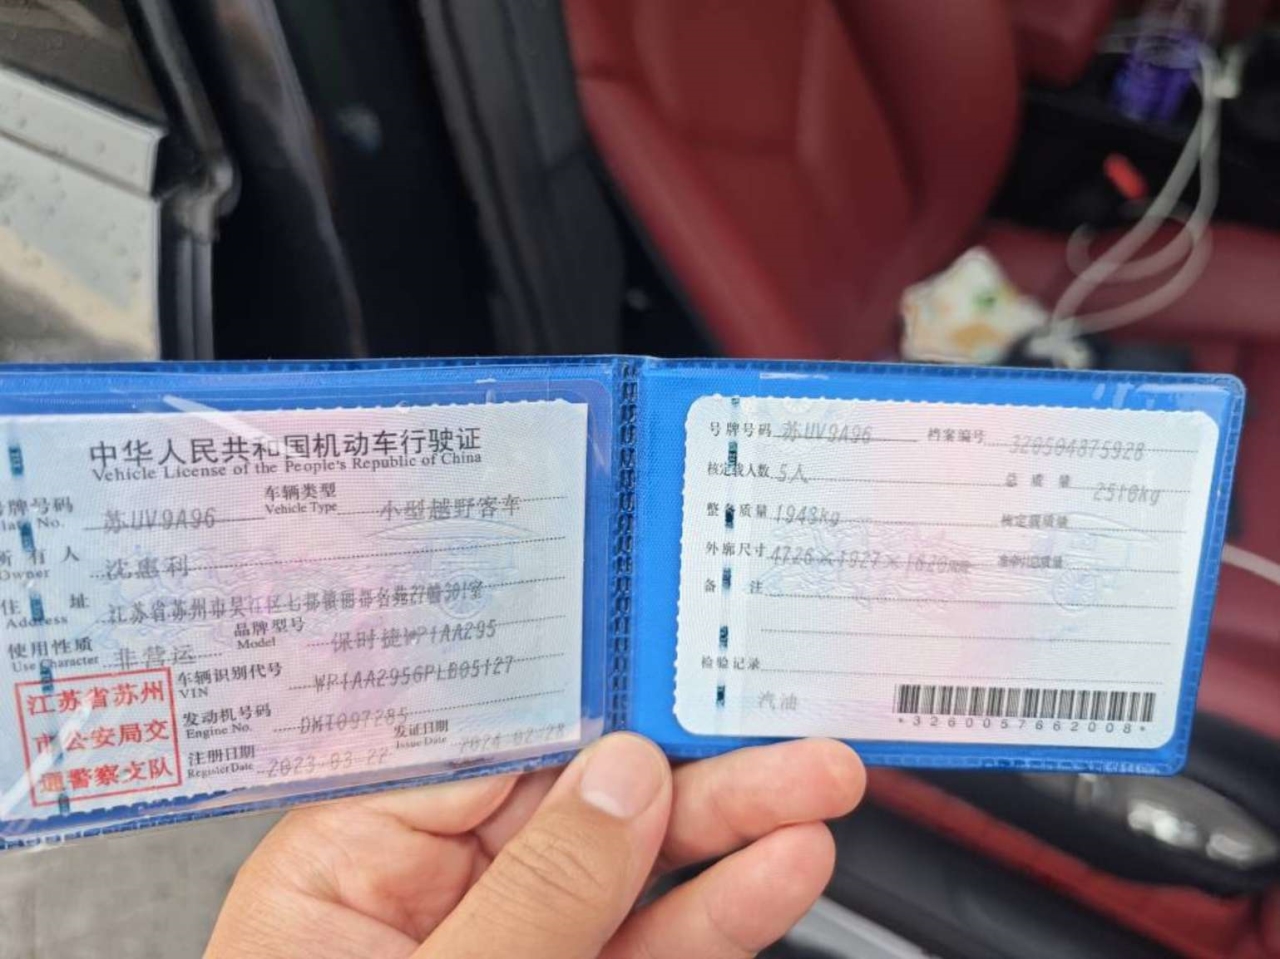 中华人民共和国机动车行驶证
Vehicle License of the People's Republic of China
号牌号码 苏UV9A96 车辆类型 小型越野客车
Plate No. Vehicle Type
所有人 沈惠利
Owner
住址 江苏省苏州市吴江区七都镇
Address
使用性质 非营运 品牌型号 保时捷WP1AA295
Use Character Model
车辆识别代号 WP1AA2956PLB05127
VIN
发动机号码 DMT097285
Engine No.
注册日期 2023-03-22 发证日期 2024-02-28
Register Date Issue Date
江苏省苏州
市公安局交
通警察支队
号牌号码 苏UV9A96 档案编号 320504875928
核定载人数 5人 总质量 2510kg
整备质量 1943kg 核定载质量
外廓尺寸 4726×1927×1620mm 准牵引总质量
备注
检验记录
汽油
*3260057662008*